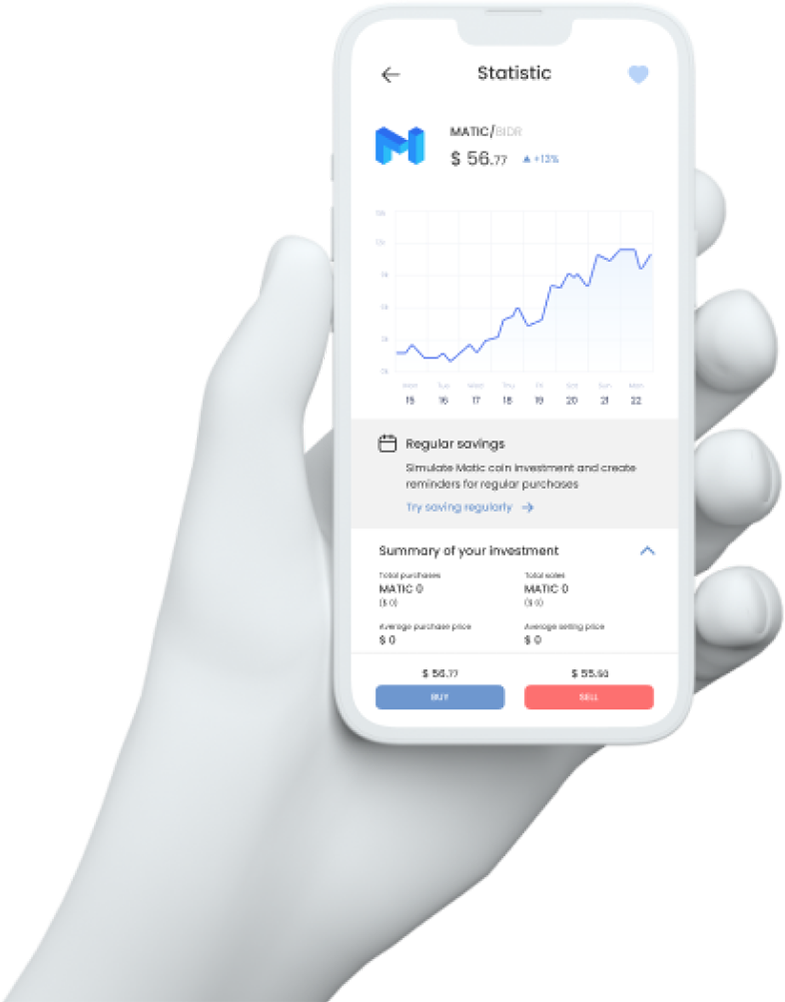 Statistic
MATIC/BIDR
$ 56.77 ▲ +13%
Mon Tue Wed Thu Fri Sat Sun Mon
15 16 17 18 19 20 21 22
Regular savings
Simulate Matic coin investment and create
reminders for regular purchases
Try saving regularly →
Summary of your investment
Total purchases Total sales
MATIC 0 MATIC 0
($ 0) ($ 0)
Average purchase price Average selling price
$ 0 $ 0
$ 56.77 $ 55.50
BUY SELL